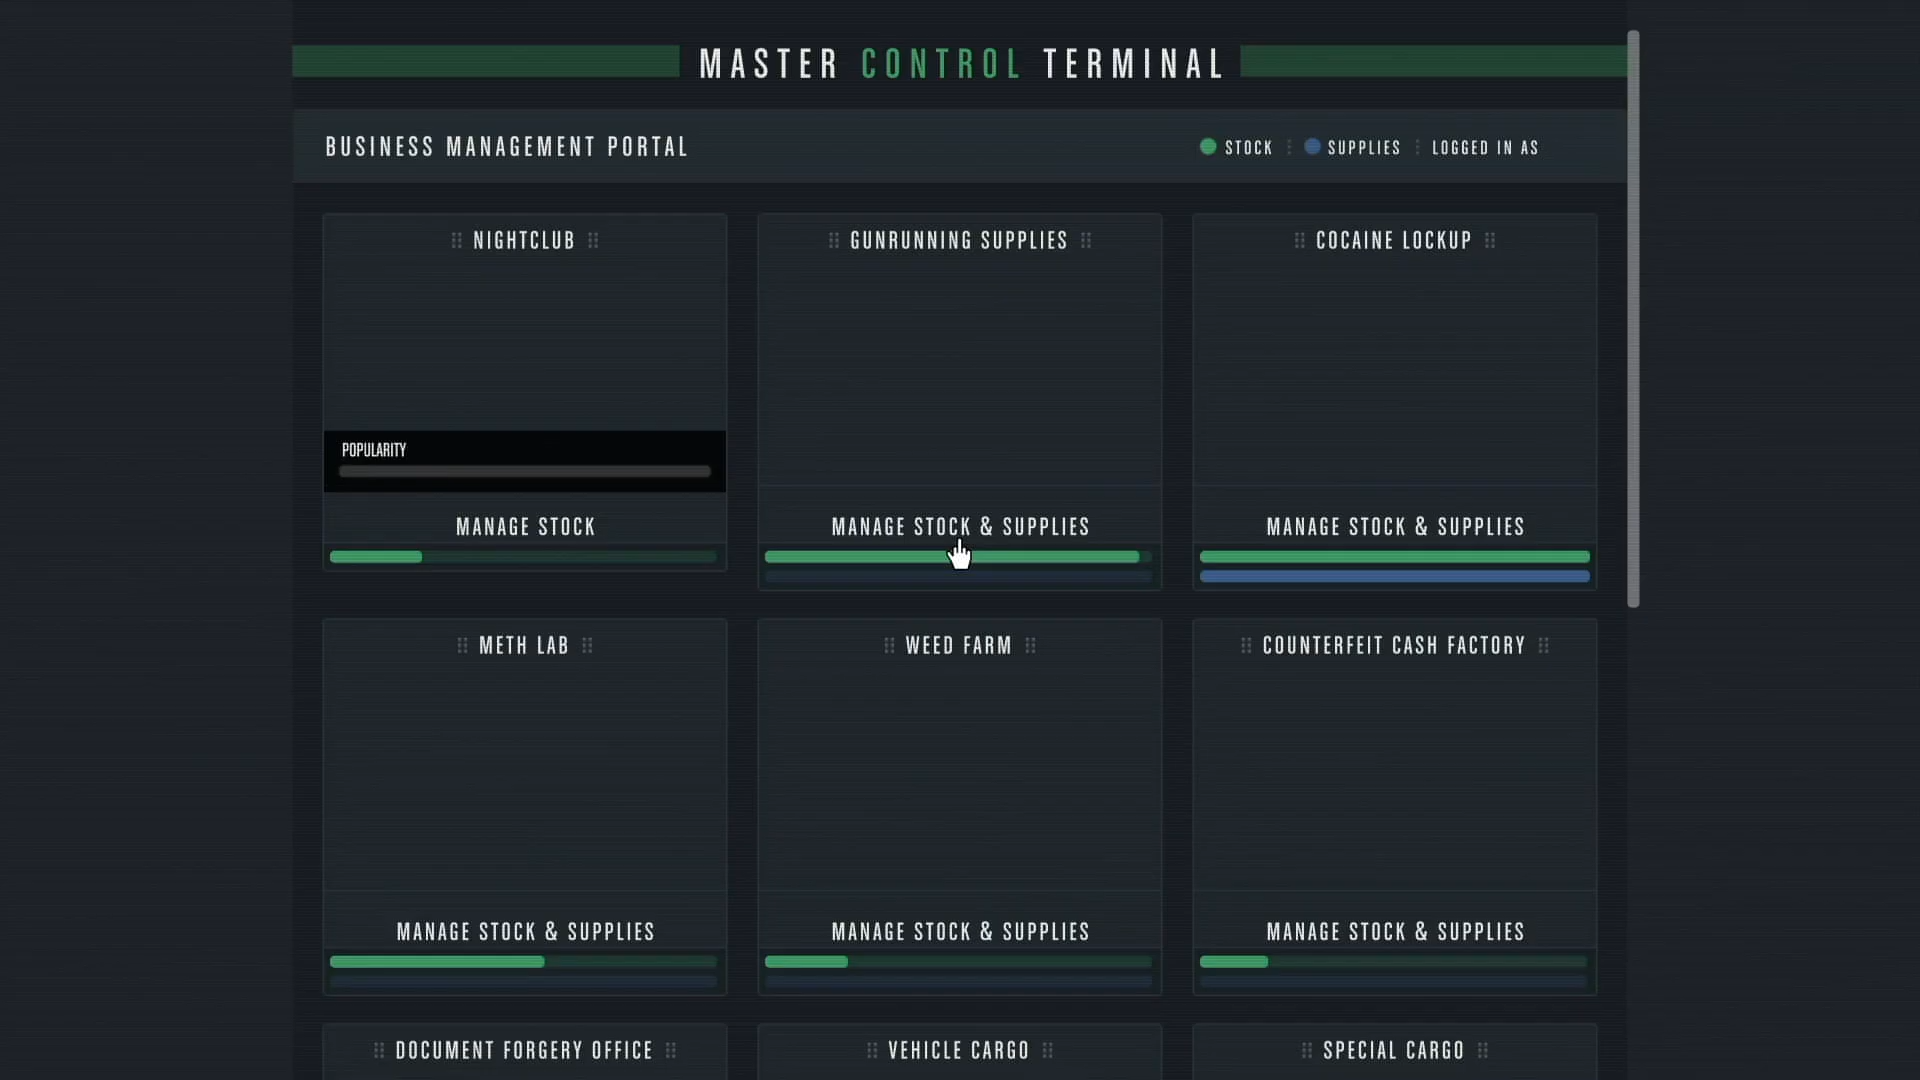 MASTER CONTROL TERMINAL
BUSINESS MANAGEMENT PORTAL
STOCK
SUPPLIES
LOGGED IN AS
NIGHTCLUB
GUNRUNNING SUPPLIES
COCAINE LOCKUP
POPULARITY
MANAGE STOCK
MANAGE STOCK & SUPPLIES
MANAGE STOCK & SUPPLIES
METH LAB
WEED FARM
COUNTERFEIT CASH FACTORY
MANAGE STOCK & SUPPLIES
MANAGE STOCK & SUPPLIES
MANAGE STOCK & SUPPLIES
DOCUMENT FORGERY OFFICE
VEHICLE CARGO
SPECIAL CARGO